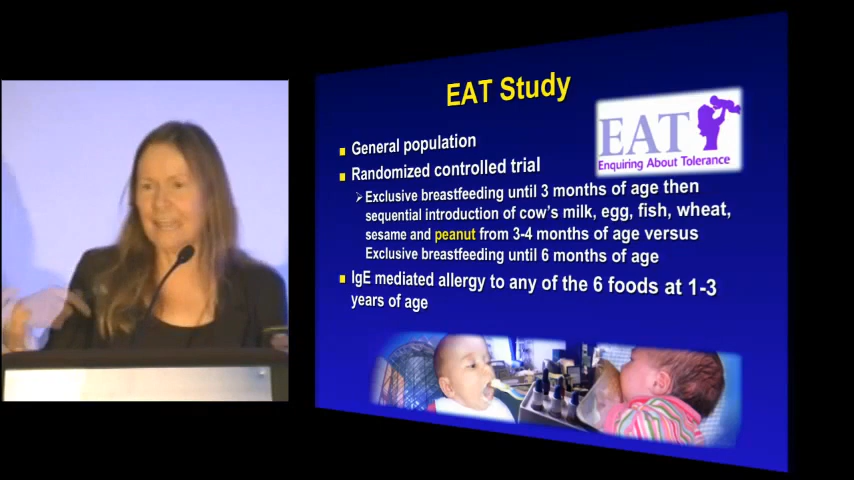 EAT Study
EAT
Enquiring About Tolerance
General population
Randomized controlled trial
Exclusive breastfeeding until 3 months of age then
sequential introduction of cow's milk, egg, fish, wheat,
sesame and peanut from 3-4 months of age versus
Exclusive breastfeeding until 6 months of age
IgE mediated allergy to any of the 6 foods at 1-3
years of age